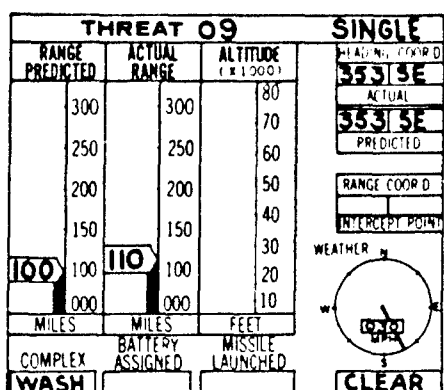 THREAT 09 SINGLE
RANGE PREDICTED
ACTUAL RANGE
ALTITUDE (X 1000)
HEADING COORD
353 SE
ACTUAL
353 SE
PREDICTED
300
250
200
150
100
000
100
MILES
300
250
200
150
100
000
110
MILES
80
70
60
50
40
30
20
10
FEET
RANGE COORD
INTERCEPT POINT
WEATHER
N
W
E
S
MPH
COMPLEX
BATTERY ASSIGNED
MISSILE LAUNCHED
WASH
CLEAR